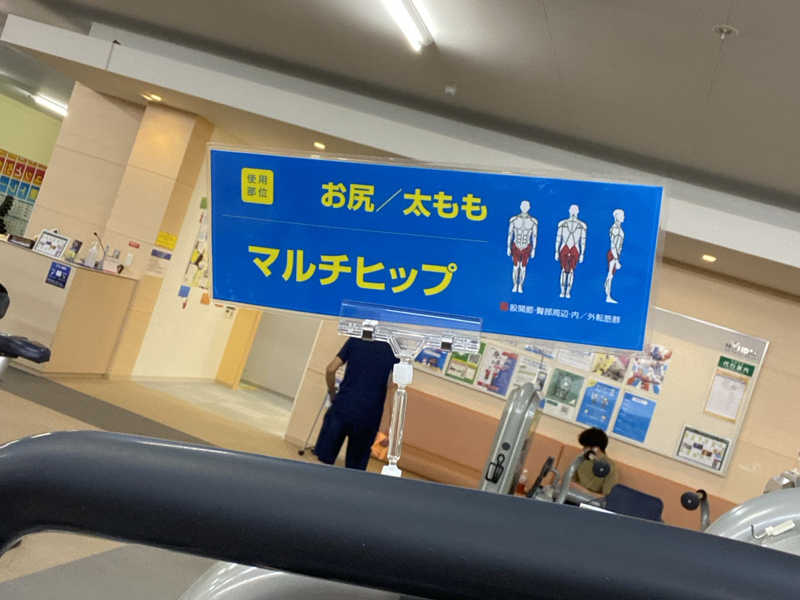 使用
部位
お尻／太もも
マルチヒップ
股関節・臀部周辺・内／外転筋群